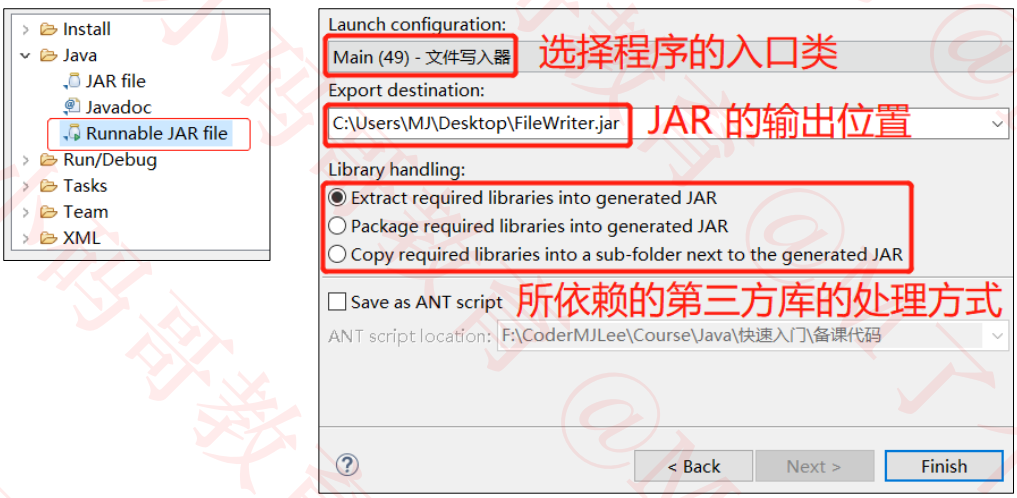 Install
Java
JAR file
Javadoc
Runnable JAR file
Run/Debug
Tasks
Team
XML
Launch configuration:
Main (49) - 文件写入器
选择程序的入口类
Export destination:
C:\Users\MJ\Desktop\FileWriter.jar
JAR 的输出位置
Library handling:
Extract required libraries into generated JAR
Package required libraries into generated JAR
Copy required libraries into a sub-folder next to the generated JAR
Save as ANT script
所依赖的第三方库的处理方式
ANT script location: F:\CoderMJLee\Course\Java\快速入门\备课代码
< Back Next > Finish
小码哥教育